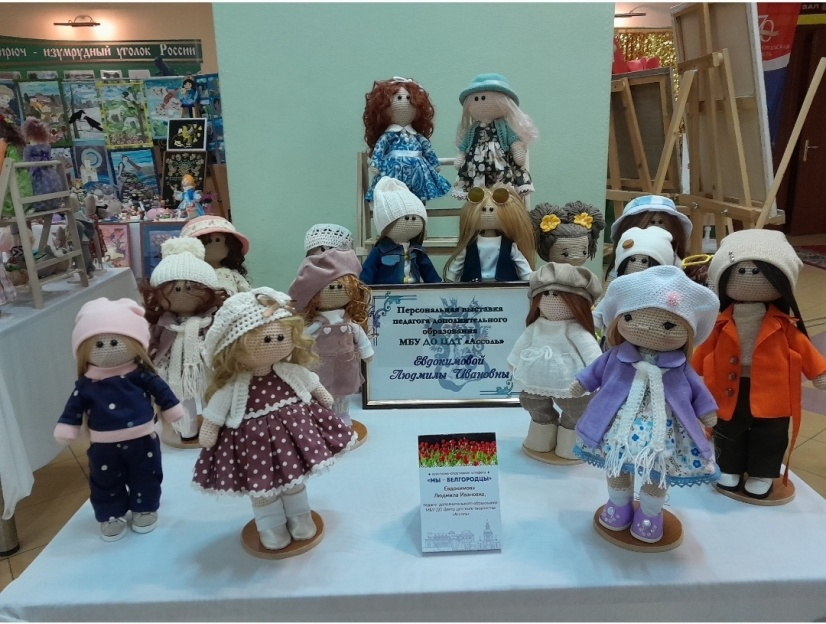 ирюч - изумрудный уголок России
Персональная выставка
педагога дополнительного
образования
МБУ ДО ЦДТ «Ассоль»
Евдокимовой
Людмилы Ивановны
«МЫ - БЕЛГОРОДЦЫ»
Евдокимова
Людмила Ивановна,